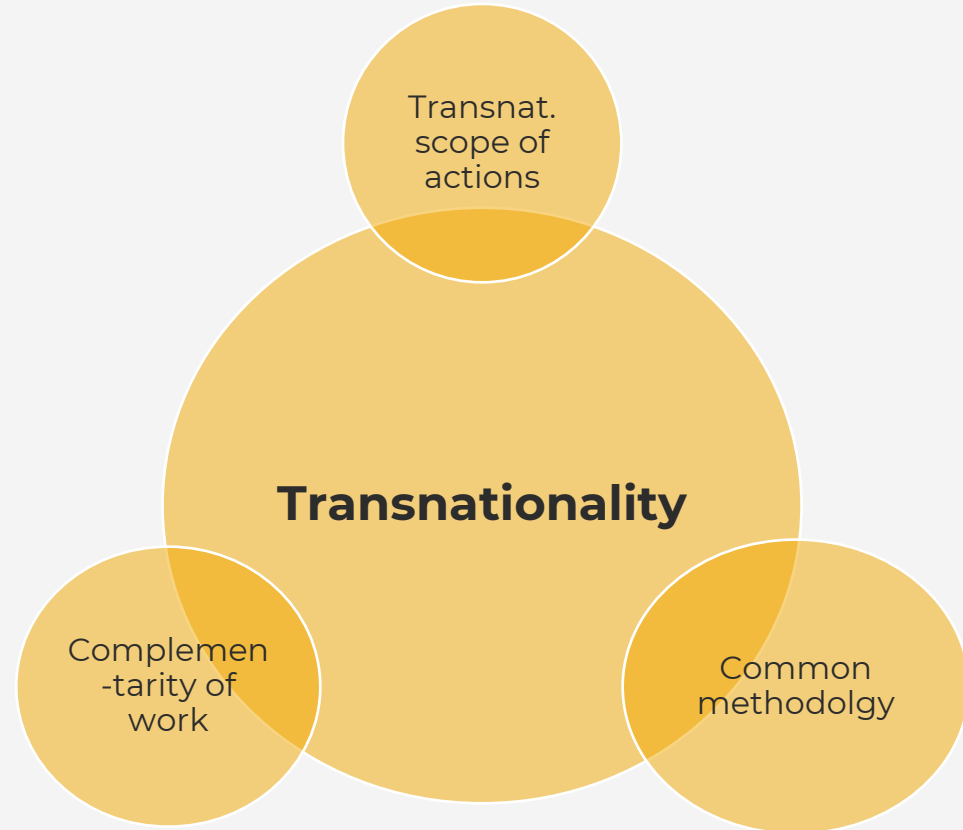 Transnat.
scope of
actions
Transnationality
Complemen
-tarity of
work
Common
methodolgy